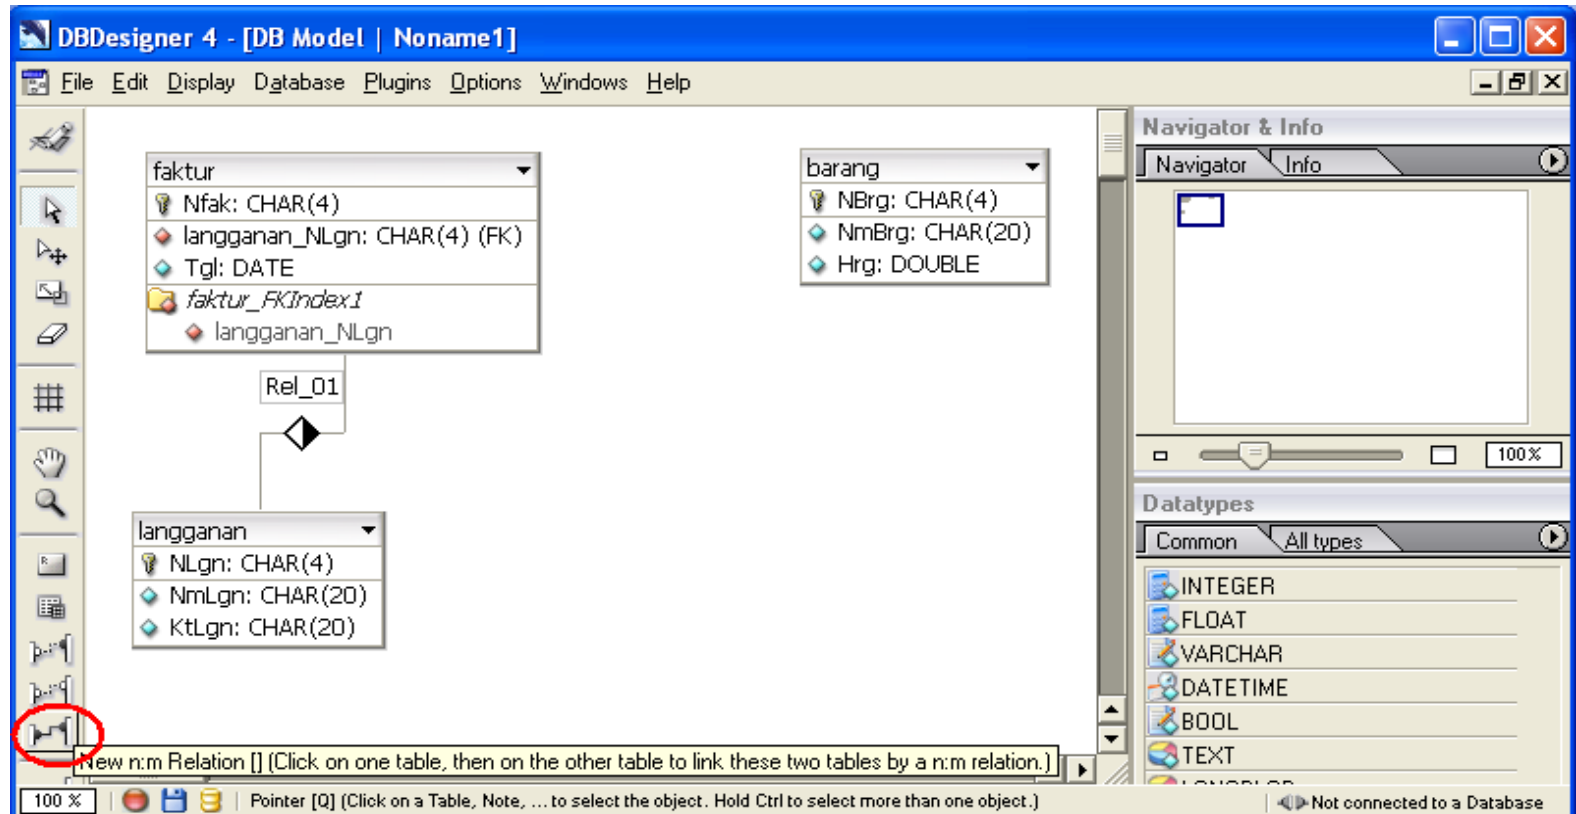 DBDesigner 4 - [DB Model | Noname1]
File Edit Display Database Plugins Options Windows Help
Navigator & Info
Navigator Info
faktur
Nfak: CHAR(4)
langganan_NLgn: CHAR(4) (FK)
Tgl: DATE
faktur_FKIndex1
langganan_NLgn
barang
NBrg: CHAR(4)
NmBrg: CHAR(20)
Hrg: DOUBLE
Rel_01
100%
langganan
NLgn: CHAR(4)
NmLgn: CHAR(20)
KtLgn: CHAR(20)
Datatypes
Common All types
INTEGER
FLOAT
VARCHAR
DATETIME
BOOL
TEXT
New n:m Relation [] (Click on one table, then on the other table to link these two tables by a n:m relation.)
100 %
Pointer [Q] (Click on a Table, Note, ... to select the object. Hold Ctrl to select more than one object.)
Not connected to a Database